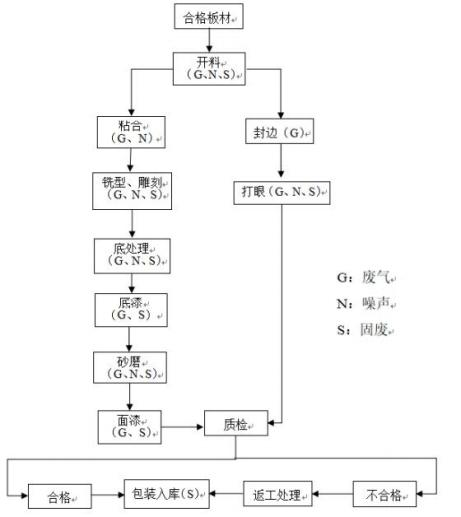 合格板材
开料
(G、N、S)
粘合
(G、N)
封边(G)
铣型、雕刻
(G、N、S)
打眼(G、N、S)
底处理
(G、N、S)
G：废气
N：噪声
S：固废
底漆
(G、S)
砂磨
(G、N、S)
面漆
(G、S)
质检
合格
包装入库(S)
返工处理
不合格